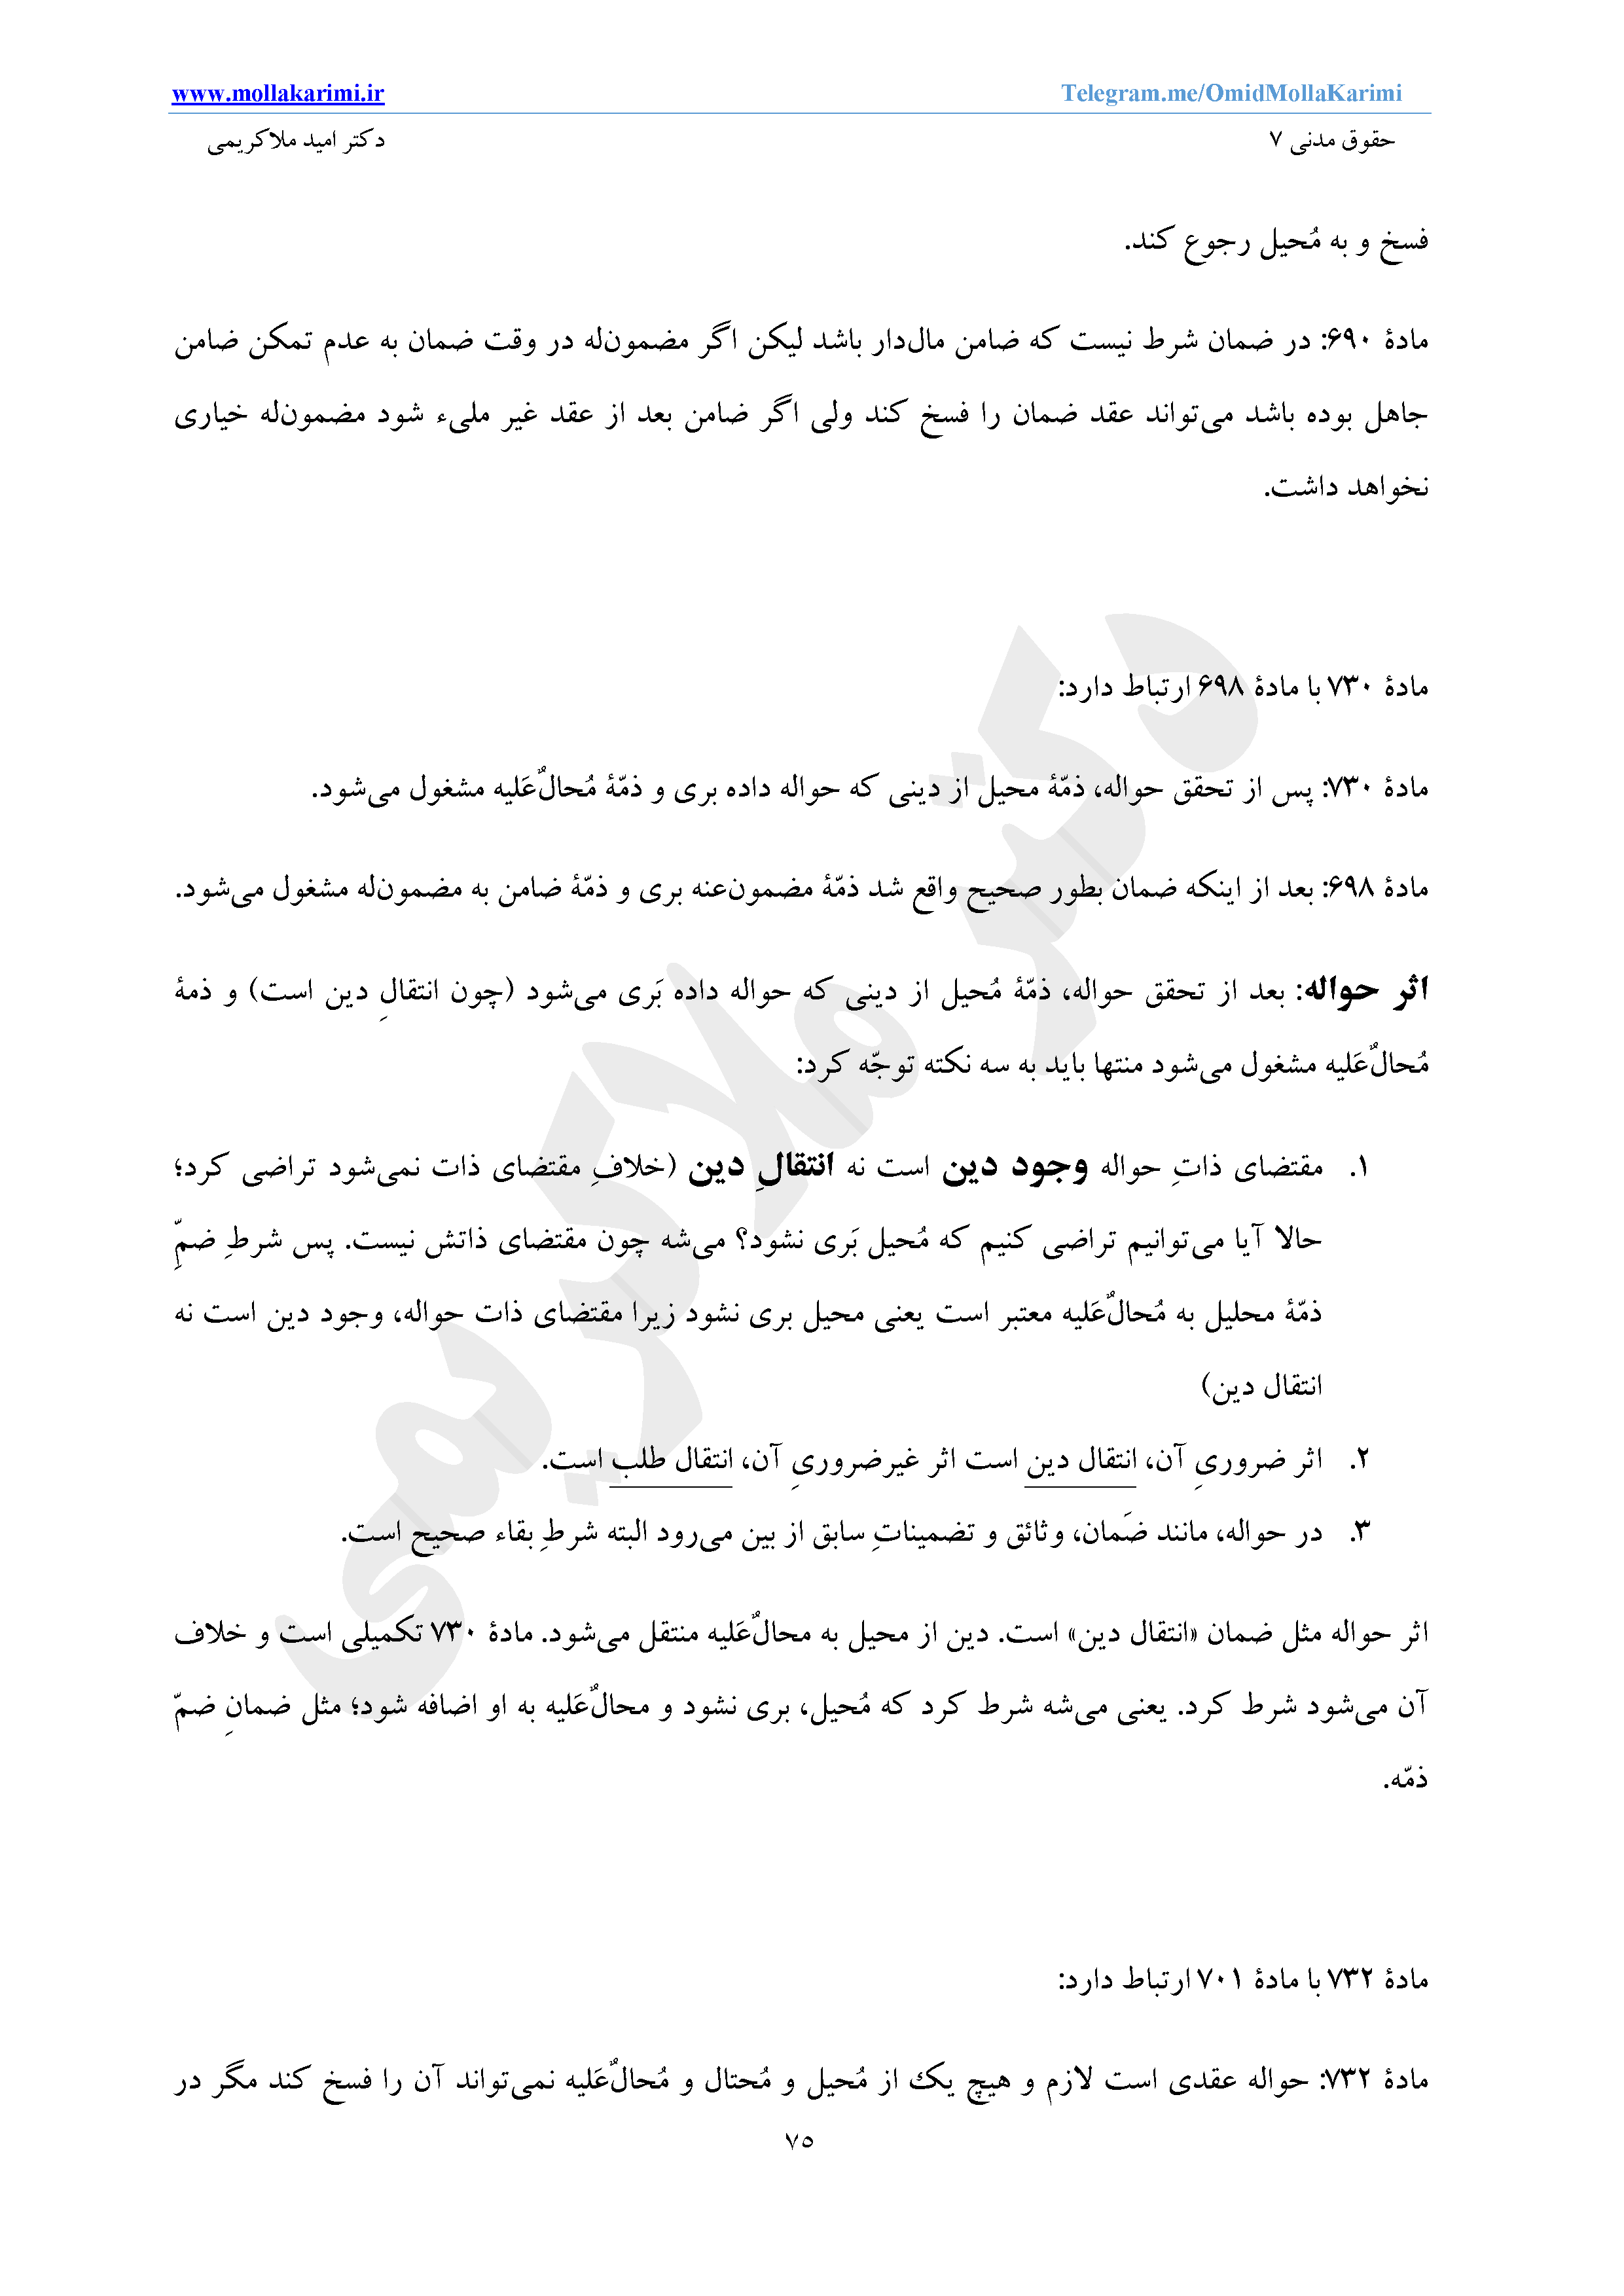 Telegram.me/OmidMollaKarimi www.mollakarimi.ir
حقوق مدنی ۷ دکتر امید ملاکریمی
فسخ و به مُحیل رجوع کند.
مادۀ ۶۹۰: در ضمان شرط نیست که ضامن مال‌دار باشد لیکن اگر مضمون‌له در وقت ضمان به عدم تمکن ضامن
جاهل بوده باشد می‌تواند عقد ضمان را فسخ کند ولی اگر ضامن بعد از عقد غیر ملیء شود مضمون‌له خیاری
نخواهد داشت.
مادۀ ۷۳۰ با مادۀ ۶۹۸ ارتباط دارد:
مادۀ ۷۳۰: پس از تحقق حواله، ذمّۀ محیل از دینی که حواله داده بری و ذمّۀ مُحالٌ‌عَلیه مشغول می‌شود.
مادۀ ۶۹۸: بعد از اینکه ضمان بطور صحیح واقع شد ذمّۀ مضمون‌عنه بری و ذمّۀ ضامن به مضمون‌له مشغول می‌شود.
اثر حواله: بعد از تحقق حواله، ذمّۀ مُحیل از دینی که حواله داده بَری می‌شود (چون انتقالِ دین است) و ذمۀ
مُحالٌ‌عَلیه مشغول می‌شود منتها باید به سه نکته توجّه کرد:
۱. مقتضای ذاتِ حواله وجود دین است نه انتقالِ دین (خلافِ مقتضای ذات نمی‌شود تراضی کرد؛
حالا آیا می‌توانیم تراضی کنیم که مُحیل بَری نشود؟ می‌شه چون مقتضای ذاتش نیست. پس شرطِ ضمِّ
ذمّۀ محلیل به مُحالٌ‌عَلیه معتبر است یعنی محیل بری نشود زیرا مقتضای ذات حواله، وجود دین است نه
انتقال دین)
۲. اثر ضروریِ آن، انتقال دین است اثر غیرضروریِ آن، انتقال طلب است.
۳. در حواله، مانند ضَمان، وثائق و تضمیناتِ سابق از بین می‌رود البته شرطِ بقاء صحیح است.
اثر حواله مثل ضمان «انتقال دین» است. دین از محیل به محالٌ‌عَلیه منتقل می‌شود. مادۀ ۷۳۰ تکمیلی است و خلاف
آن می‌شود شرط کرد. یعنی می‌شه شرط کرد که مُحیل، بری نشود و محالٌ‌عَلیه به او اضافه شود؛ مثل ضمانِ ضمّ
ذمّه.
مادۀ ۷۳۲ با مادۀ ۷۰۱ ارتباط دارد:
مادۀ ۷۳۲: حواله عقدی است لازم و هیچ یك از مُحیل و مُحتال و مُحالٌ‌عَلیه نمی‌تواند آن را فسخ کند مگر در
۷۵
دکتر ملاکریمی